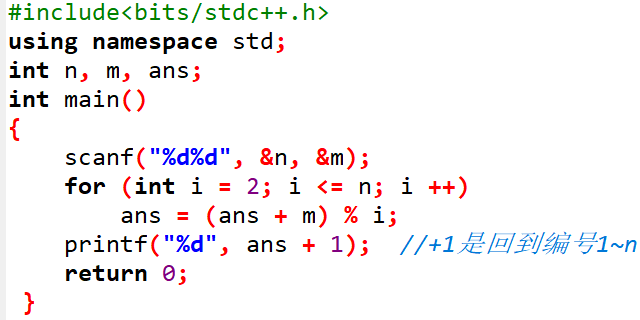 #include<bits/stdc++.h>
using namespace std;
int n, m, ans;
int main()
{
    scanf("%d%d", &n, &m);
    for (int i = 2; i <= n; i ++)
        ans = (ans + m) % i;
    printf("%d", ans + 1);  //+1是回到编号1~n
    return 0;
}